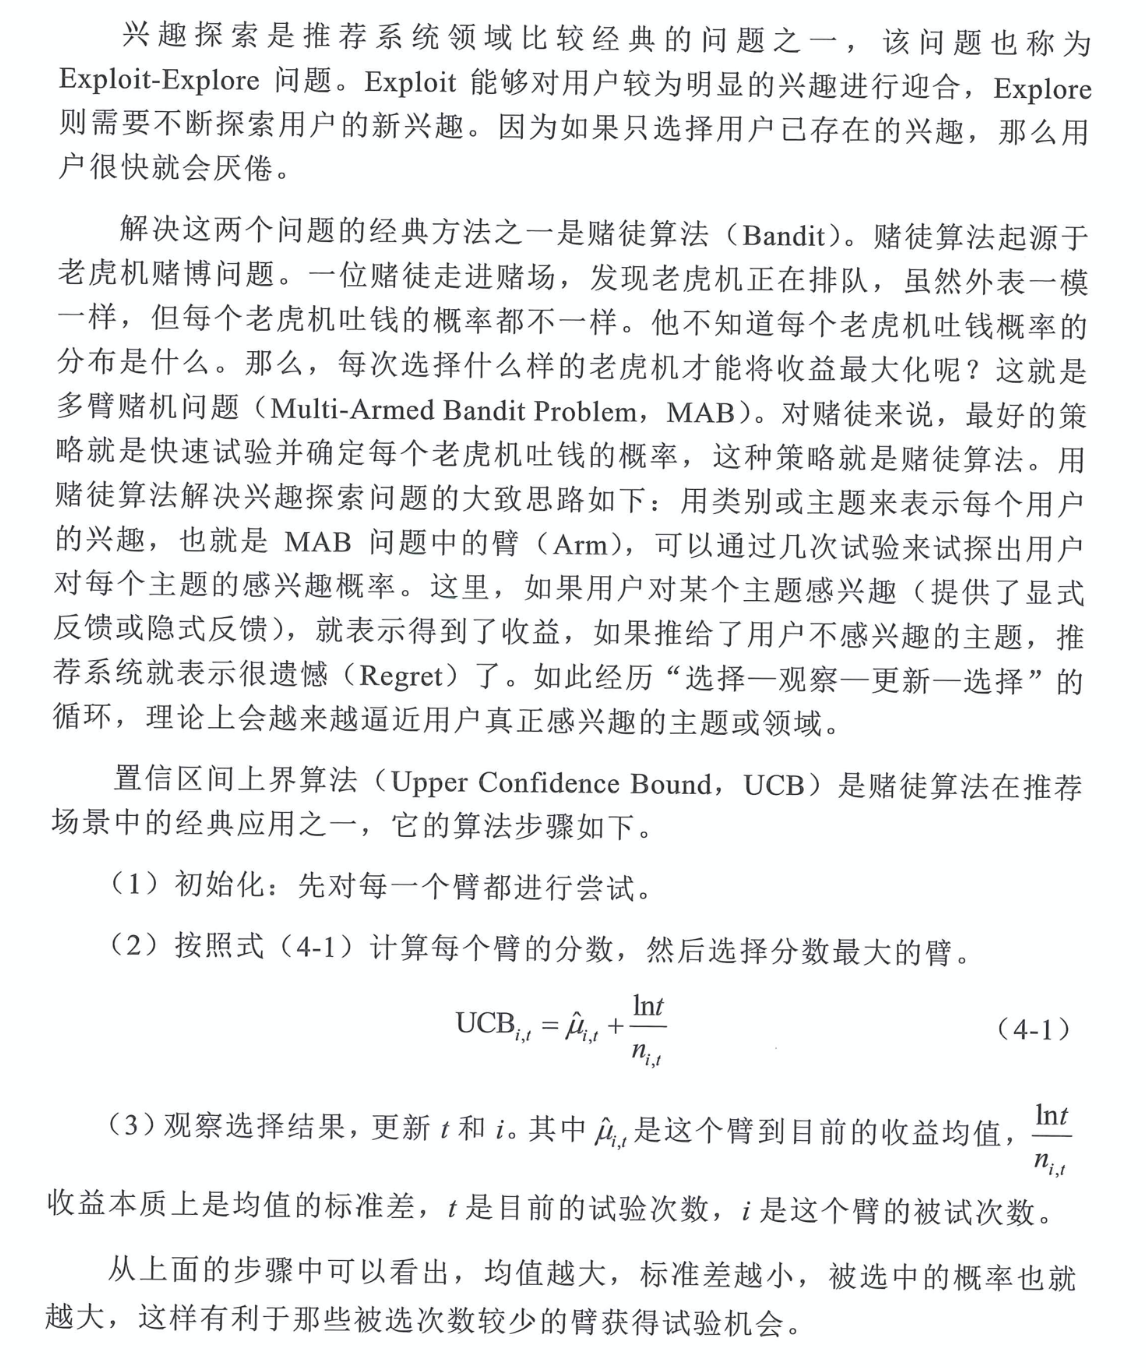 兴趣探索是推荐系统领域比较经典的问题之一，该问题也称为
Exploit-Explore 问题。Exploit 能够对用户较为明显的兴趣进行迎合，Explore
则需要不断探索用户的新兴趣。因为如果只选择用户已存在的兴趣，那么用
户很快就会厌倦。
解决这两个问题的经典方法之一是赌徒算法（Bandit）。赌徒算法起源于
老虎机赌博问题。一位赌徒走进赌场，发现老虎机正在排队，虽然外表一模
一样，但每个老虎机吐钱的概率都不一样。他不知道每个老虎机吐钱概率的
分布是什么。那么，每次选择什么样的老虎机才能将收益最大化呢？这就是
多臂赌机问题（Multi-Armed Bandit Problem，MAB）。对赌徒来说，最好的策
略就是快速试验并确定每个老虎机吐钱的概率，这种策略就是赌徒算法。用
赌徒算法解决兴趣探索问题的大致思路如下：用类别或主题来表示每个用户
的兴趣，也就是 MAB 问题中的臂（Arm），可以通过几次试验来试探出用户
对每个主题的感兴趣概率。这里，如果用户对某个主题感兴趣（提供了显式
反馈或隐式反馈），就表示得到了收益，如果推给了用户不感兴趣的主题，推
荐系统就表示很遗憾（Regret）了。如此经历“选择—观察—更新—选择”的
循环，理论上会越来越逼近用户真正感兴趣的主题或领域。
置信区间上界算法（Upper Confidence Bound，UCB）是赌徒算法在推荐
场景中的经典应用之一，它的算法步骤如下。
（1）初始化：先对每一个臂都进行尝试。
（2）按照式（4-1）计算每个臂的分数，然后选择分数最大的臂。
UCB_{i,t} = \hat{μ}_{i,t} + \frac{lnt}{n_{i,t}} （4-1）
（3）观察选择结果，更新 t 和 i。其中 \hat{μ}_{i,t} 是这个臂到目前的收益均值，\frac{lnt}{n_{i,t}}
收益本质上是均值的标准差，t 是目前的试验次数，i 是这个臂的被试次数。
从上面的步骤中可以看出，均值越大，标准差越小，被选中的概率也就
越大，这样有利于那些被选次数较少的臂获得试验机会。